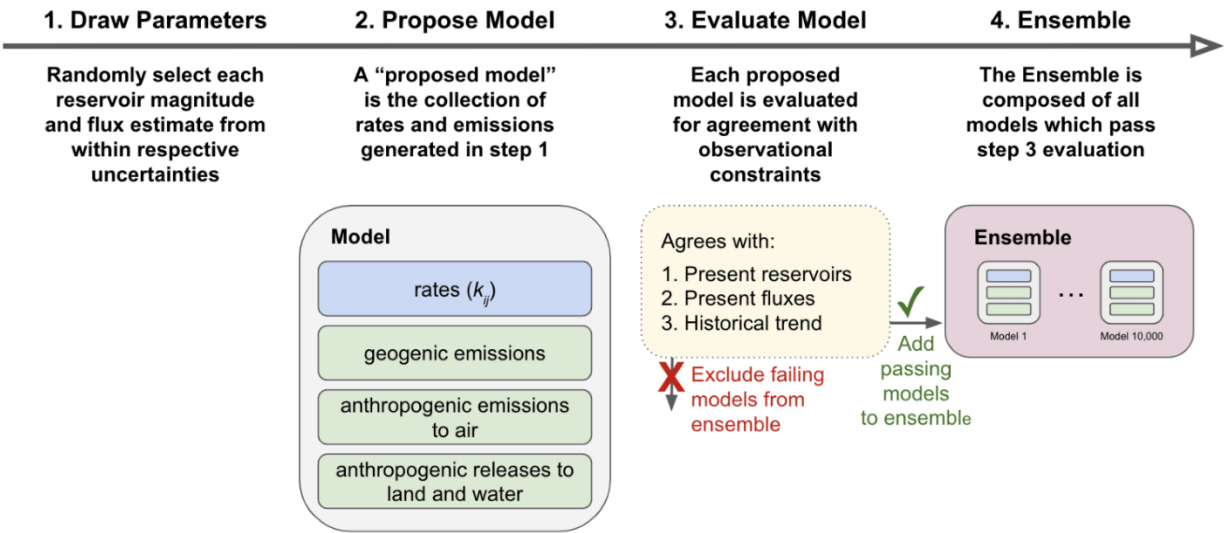 1. Draw Parameters
2. Propose Model
3. Evaluate Model
4. Ensemble
Randomly select each
reservoir magnitude
and flux estimate from
within respective
uncertainties
A “proposed model”
is the collection of
rates and emissions
generated in step 1
Each proposed
model is evaluated
for agreement with
observational
constraints
The Ensemble is
composed of all
models which pass
step 3 evaluation
Model
rates (kij)
geogenic emissions
anthropogenic emissions
to air
anthropogenic releases to
land and water
Agrees with:
1. Present reservoirs
2. Present fluxes
3. Historical trend
Exclude failing
models from
ensemble
Add
passing
models
to ensemble
Ensemble
...
Model 1
Model 10,000